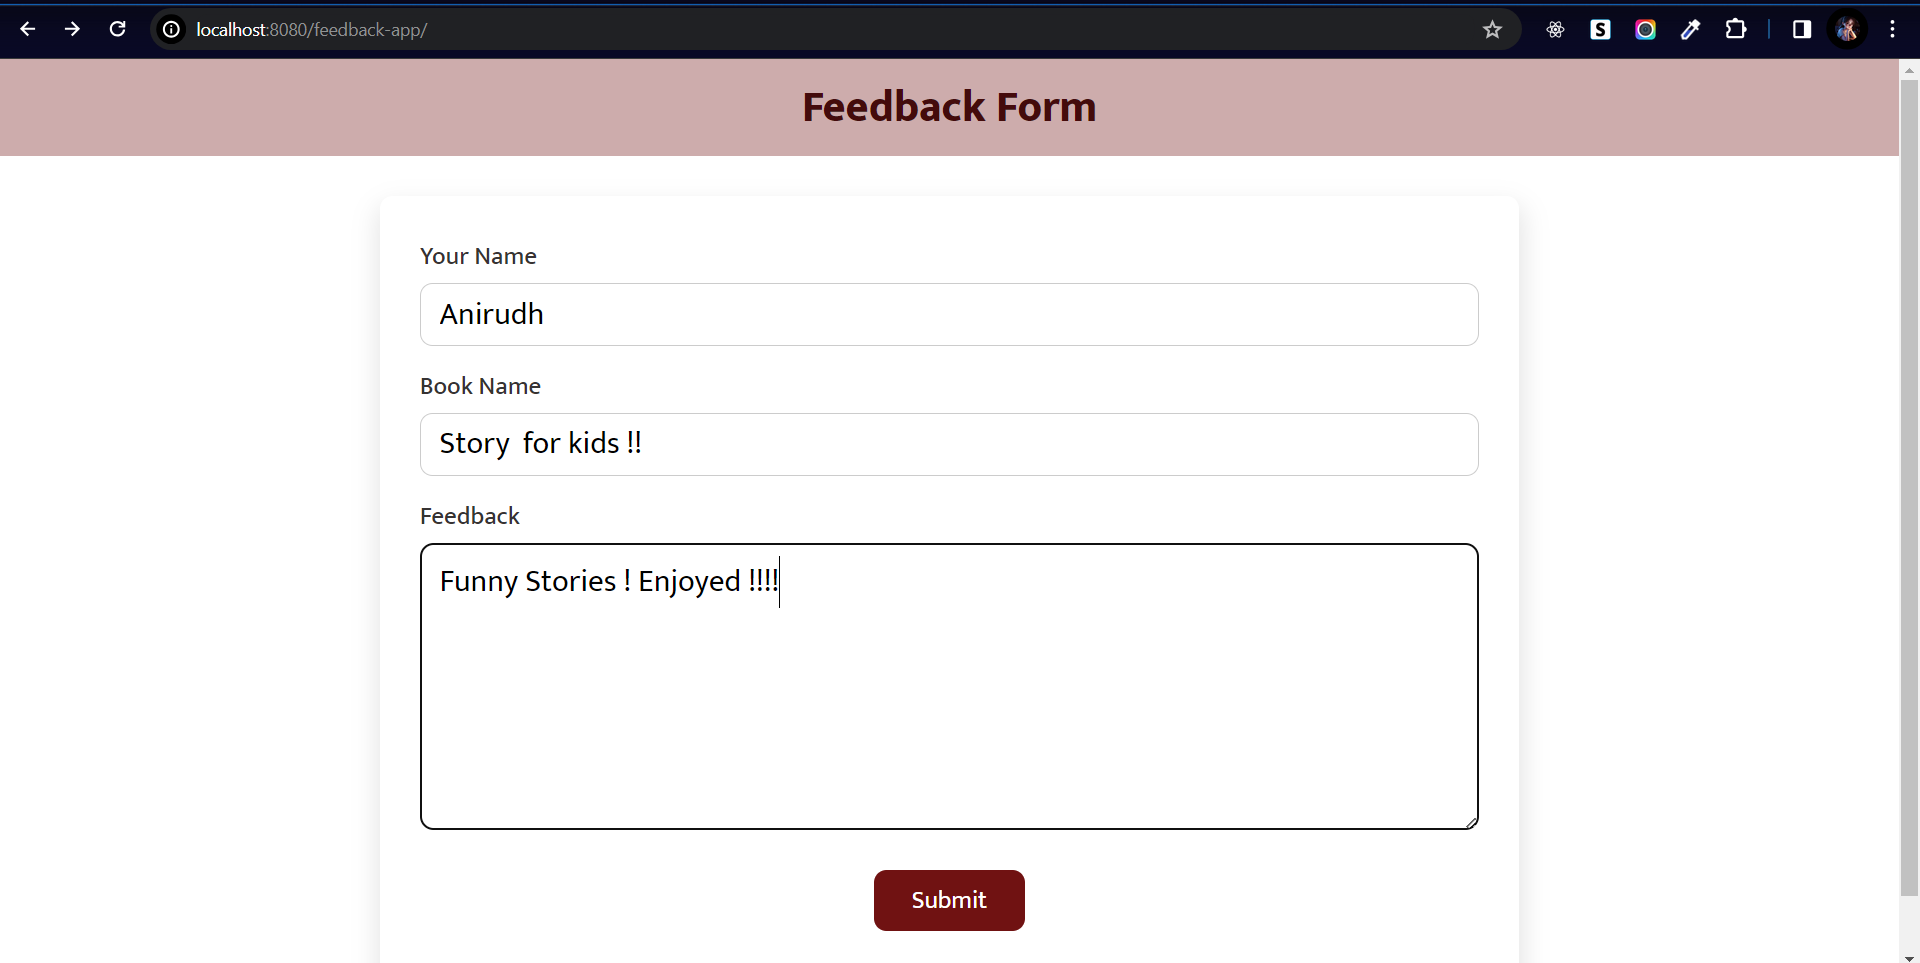 localhost:8080/feedback-app/
Feedback Form
Your Name
Anirudh
Book Name
Story  for kids !!
Feedback
Funny Stories ! Enjoyed !!!!
Submit